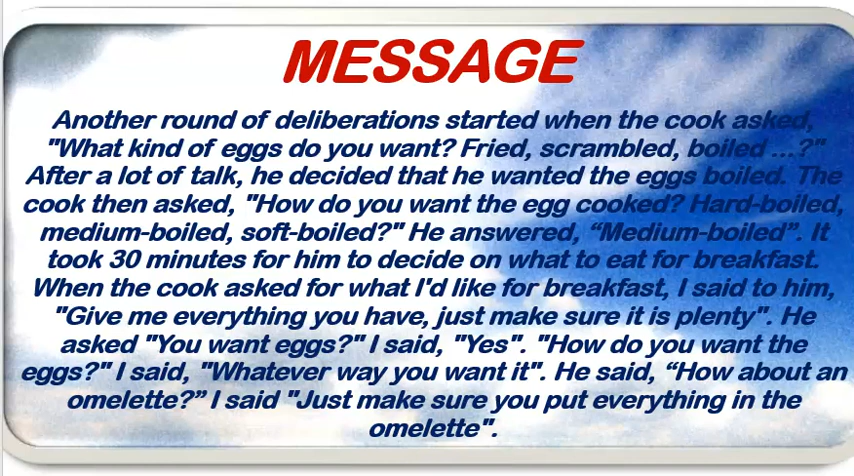 MESSAGE
Another round of deliberations started when the cook asked,
"What kind of eggs do you want? Fried, scrambled, boiled ...?"
After a lot of talk, he decided that he wanted the eggs boiled. The
cook then asked, "How do you want the egg cooked? Hard-boiled,
medium-boiled, soft-boiled?" He answered, “Medium-boiled”. It
took 30 minutes for him to decide on what to eat for breakfast.
When the cook asked for what I'd like for breakfast, I said to him,
"Give me everything you have, just make sure it is plenty". He
asked "You want eggs?" I said, "Yes". "How do you want the
eggs?" I said, "Whatever way you want it". He said, “How about an
omelette?” I said "Just make sure you put everything in the
omelette".